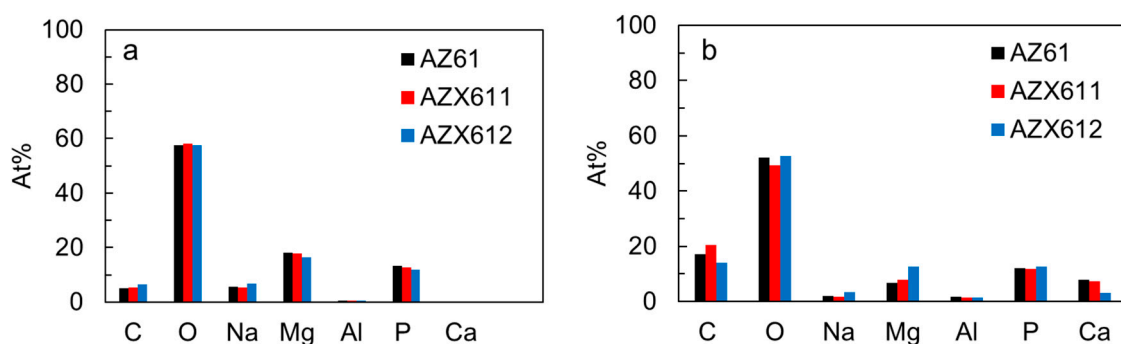 a
100
80
60
40
20
0
At%
AZ61
AZX611
AZX612
C O Na Mg Al P Ca
b
100
80
60
40
20
0
At%
AZ61
AZX611
AZX612
C O Na Mg Al P Ca